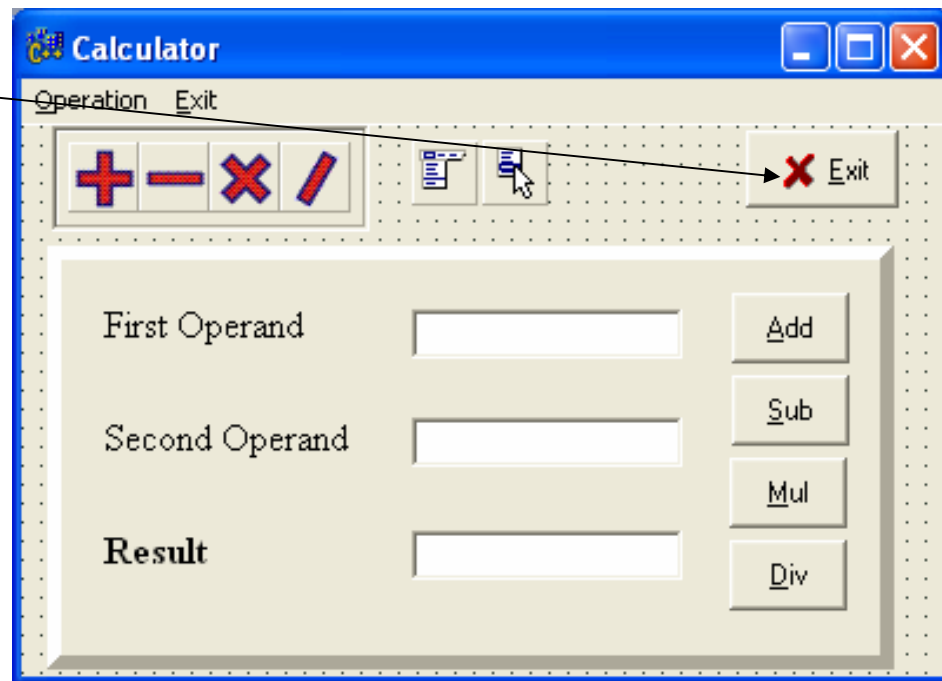 Calculator
Operation Exit
Exit
First Operand
Add
Sub
Second Operand
Mul
Result
Div